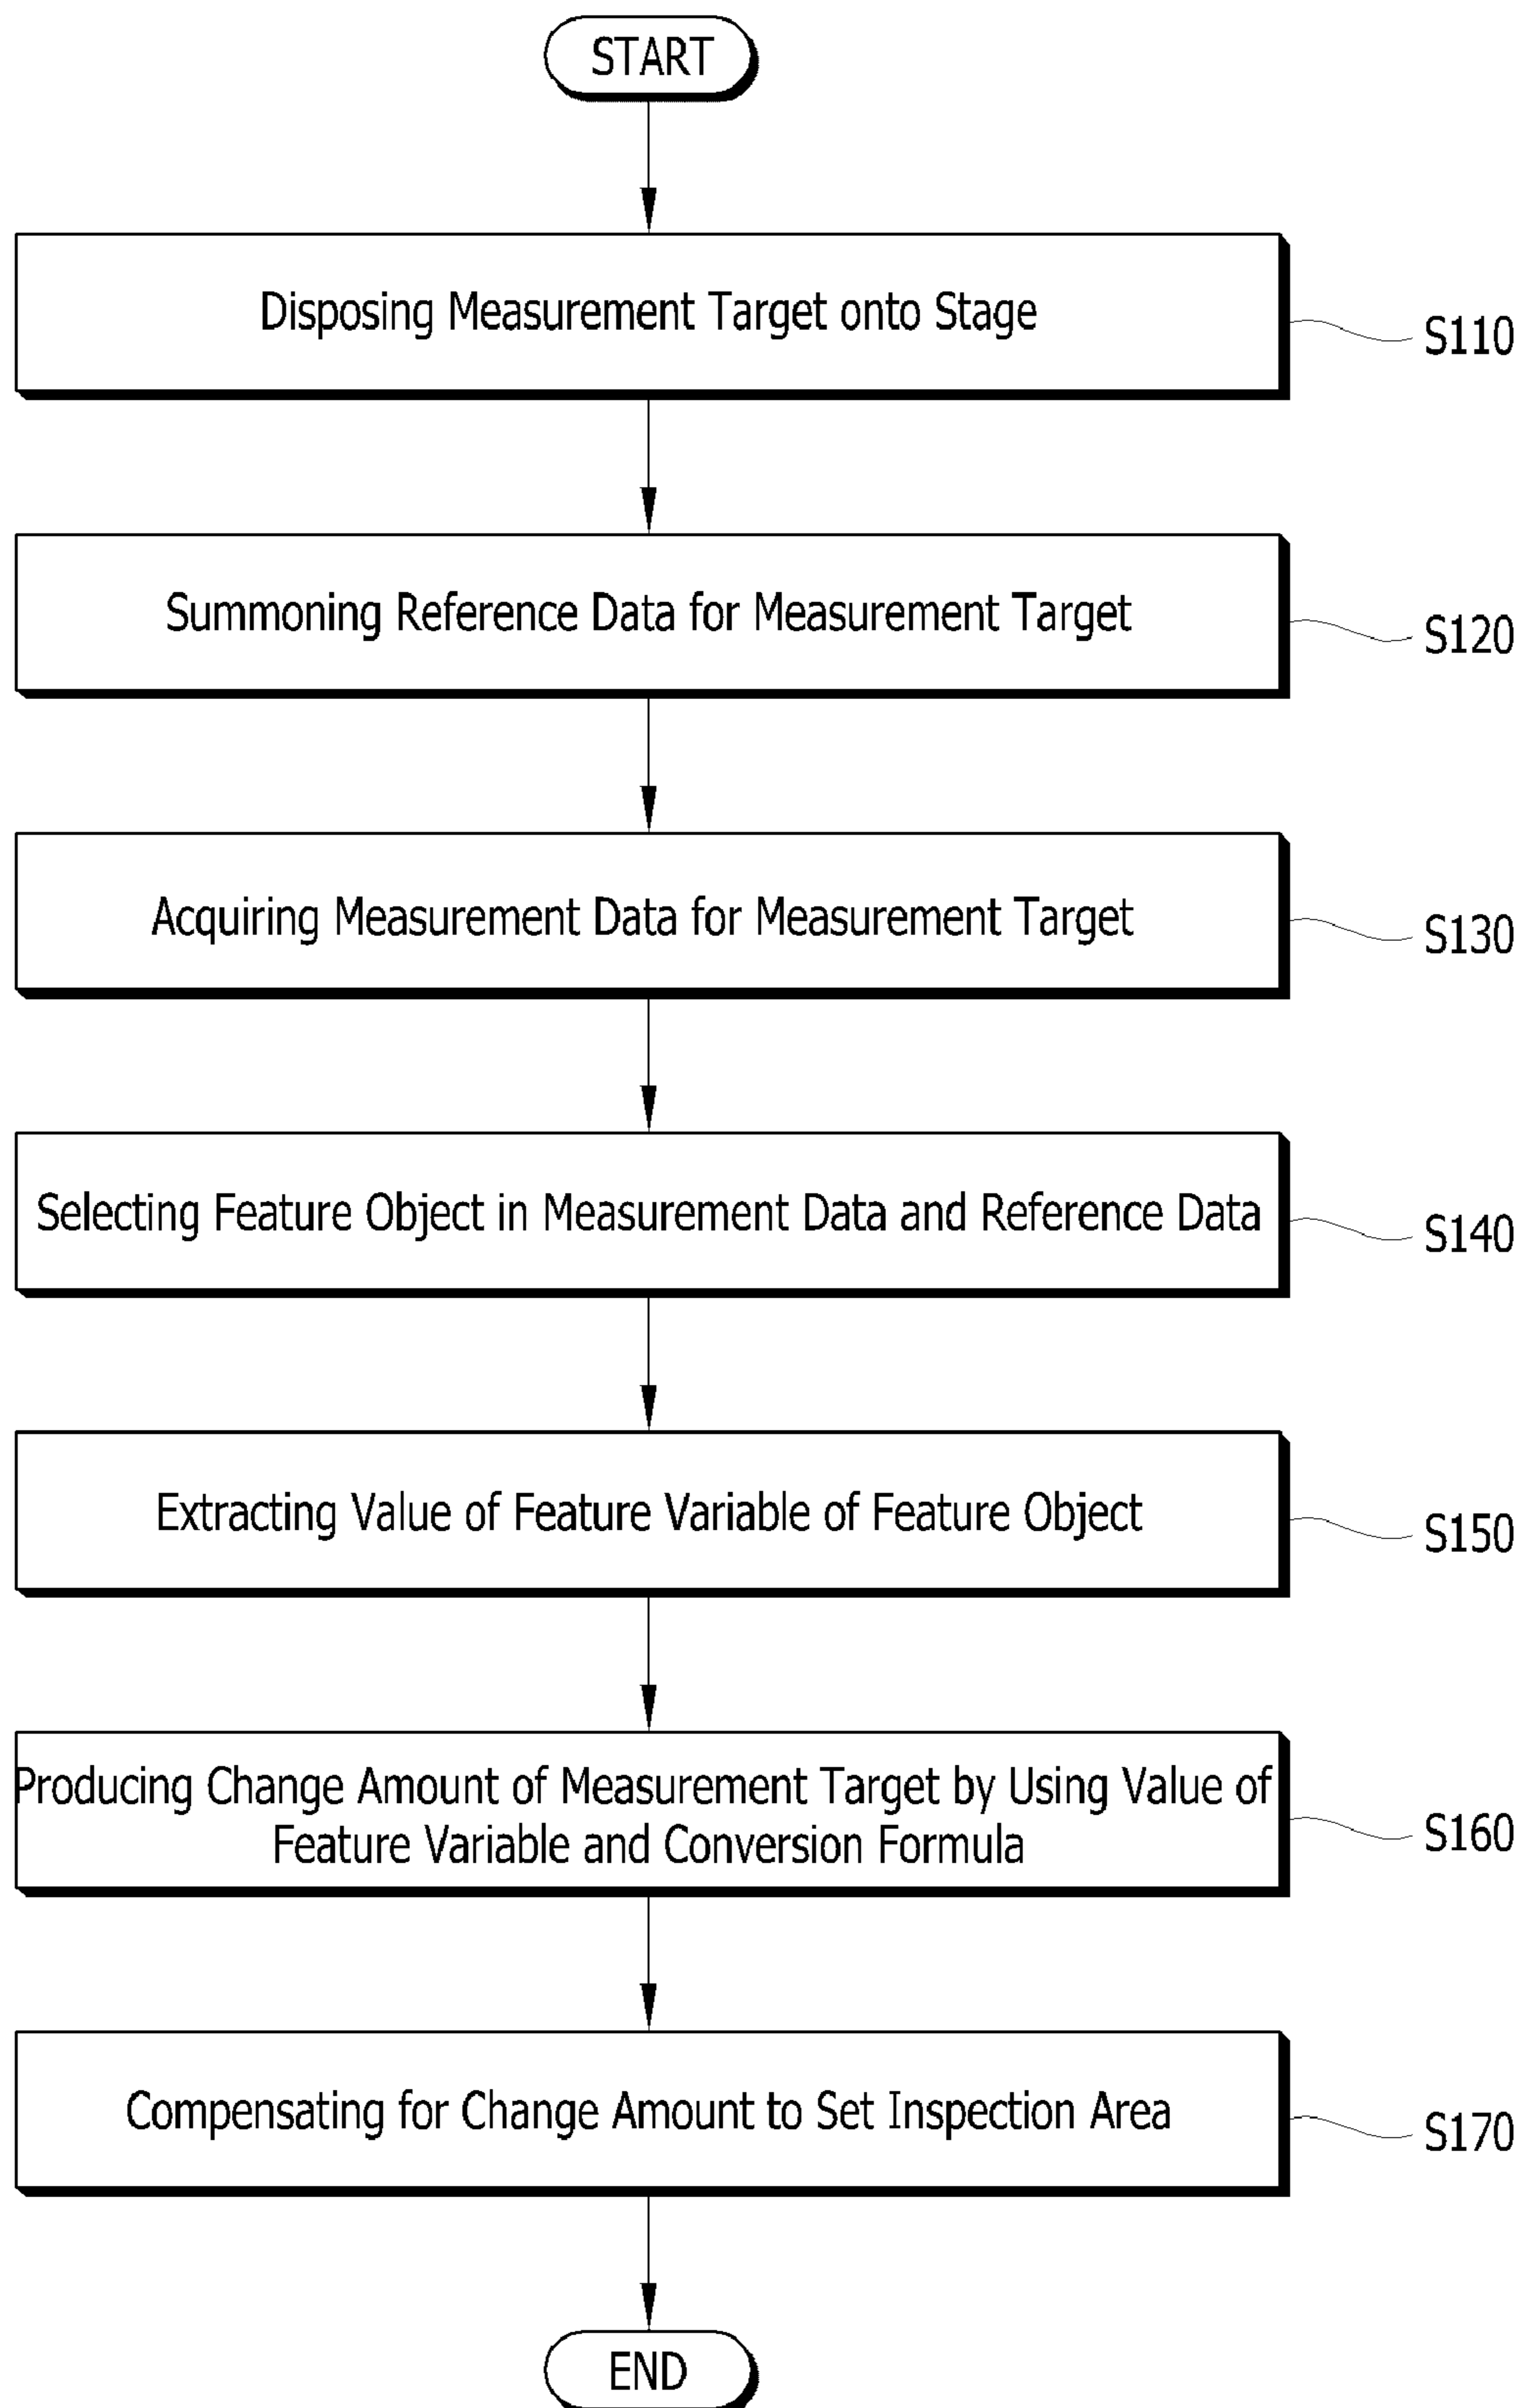 START
Disposing Measurement Target onto Stage
S110
Summoning Reference Data for Measurement Target
S120
Acquiring Measurement Data for Measurement Target
S130
Selecting Feature Object in Measurement Data and Reference Data
S140
Extracting Value of Feature Variable of Feature Object
S150
Producing Change Amount of Measurement Target by Using Value of
Feature Variable and Conversion Formula
S160
Compensating for Change Amount to Set Inspection Area
S170
END